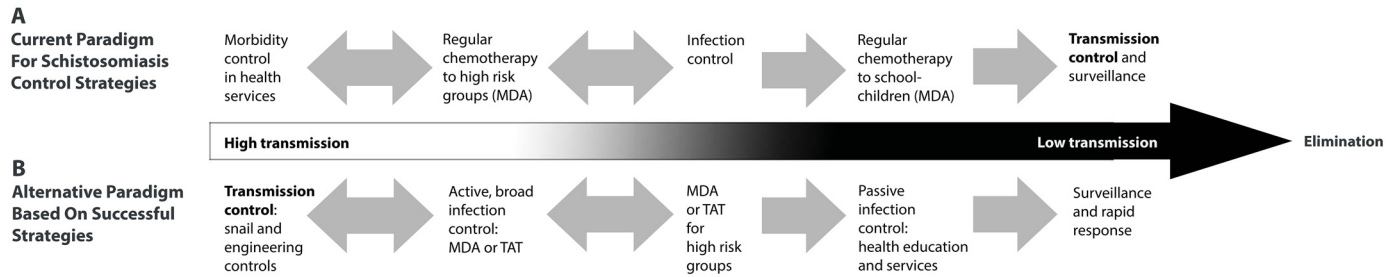 A
Current Paradigm
For Schistosomiasis
Control Strategies
Morbidity
control
in health
services
Regular
chemotherapy
to high risk
groups (MDA)
Infection
control
Regular
chemotherapy
to school-
children (MDA)
Transmission
control and
surveillance
High transmission
Low transmission
Elimination
B
Alternative Paradigm
Based On Successful
Strategies
Transmission
control:
snail and
engineering
controls
Active, broad
infection
control:
MDA or TAT
MDA
or TAT
for
high risk
groups
Passive
infection
control:
health education
and services
Surveillance
and rapid
response